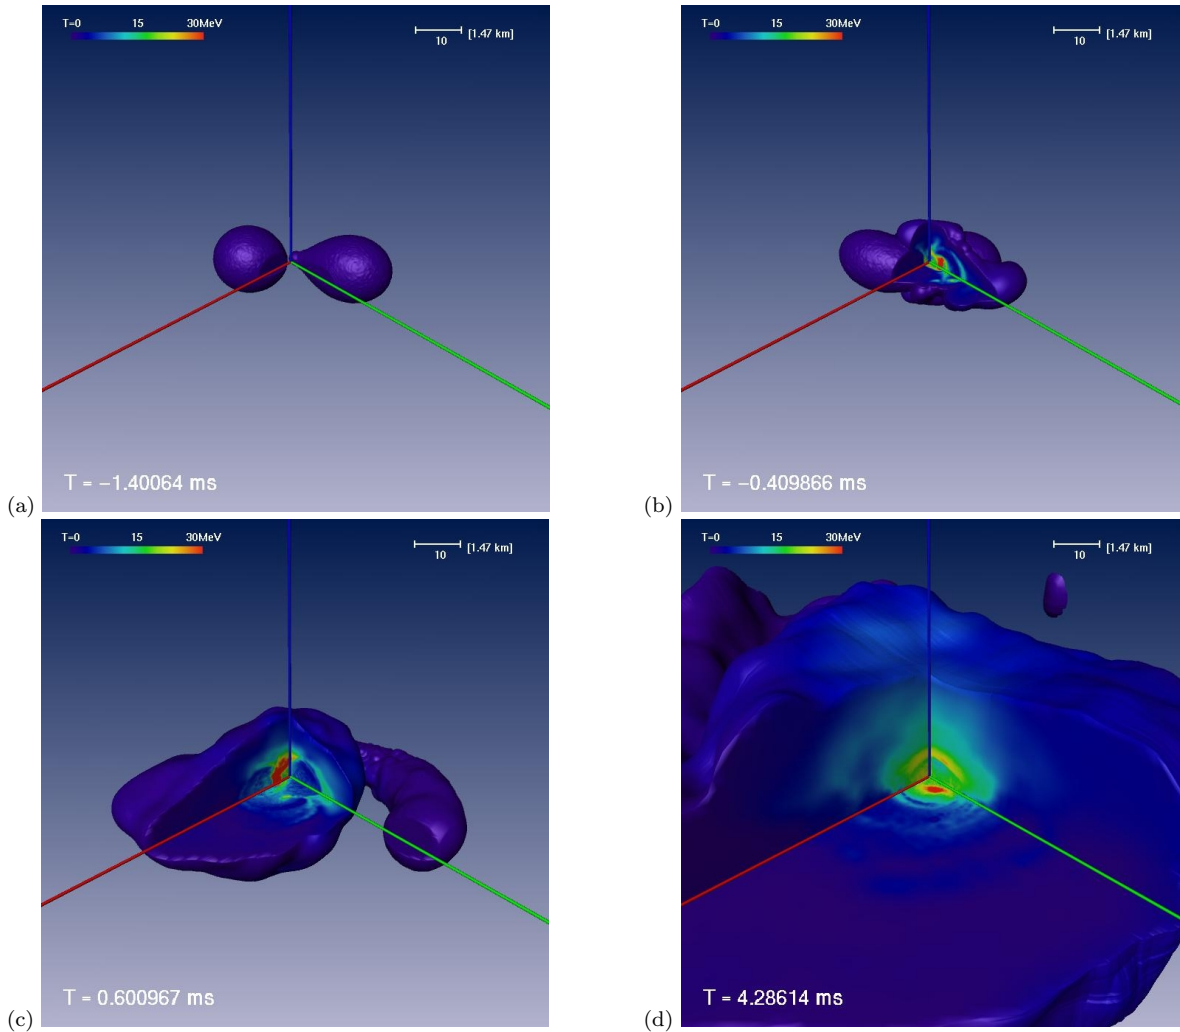 T=0 15 30MeV
10 [1.47 km]
T = −1.40064 ms
(a)
T=0 15 30MeV
10 [1.47 km]
T = −0.409866 ms
(b)
T=0 15 30MeV
10 [1.47 km]
T = 0.600967 ms
(c)
T=0 15 30MeV
10 [1.47 km]
T = 4.28614 ms
(d)